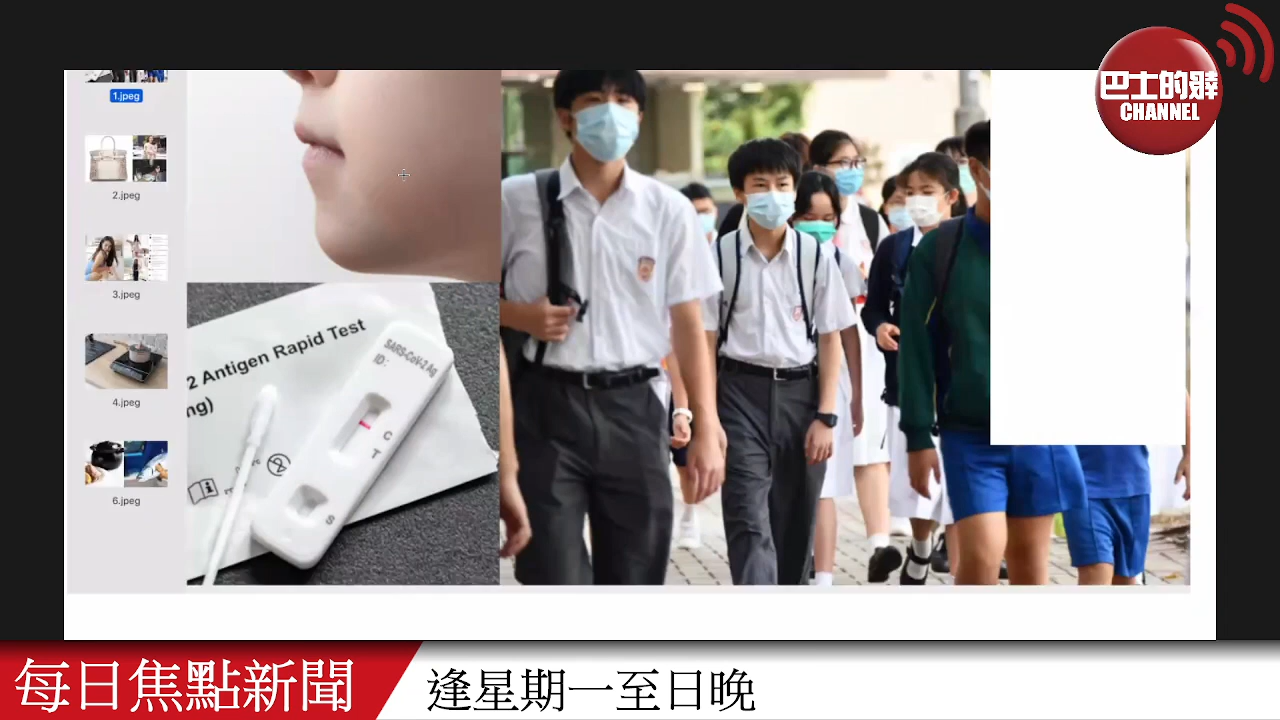 巴士的報
CHANNEL
1.jpeg
2.jpeg
3.jpeg
4.jpeg
6.jpeg
2 Antigen Rapid Test
ng)
SARS-CoV-2 Ag
ID:
C
T
S
每日焦點新聞
逢星期一至日晚